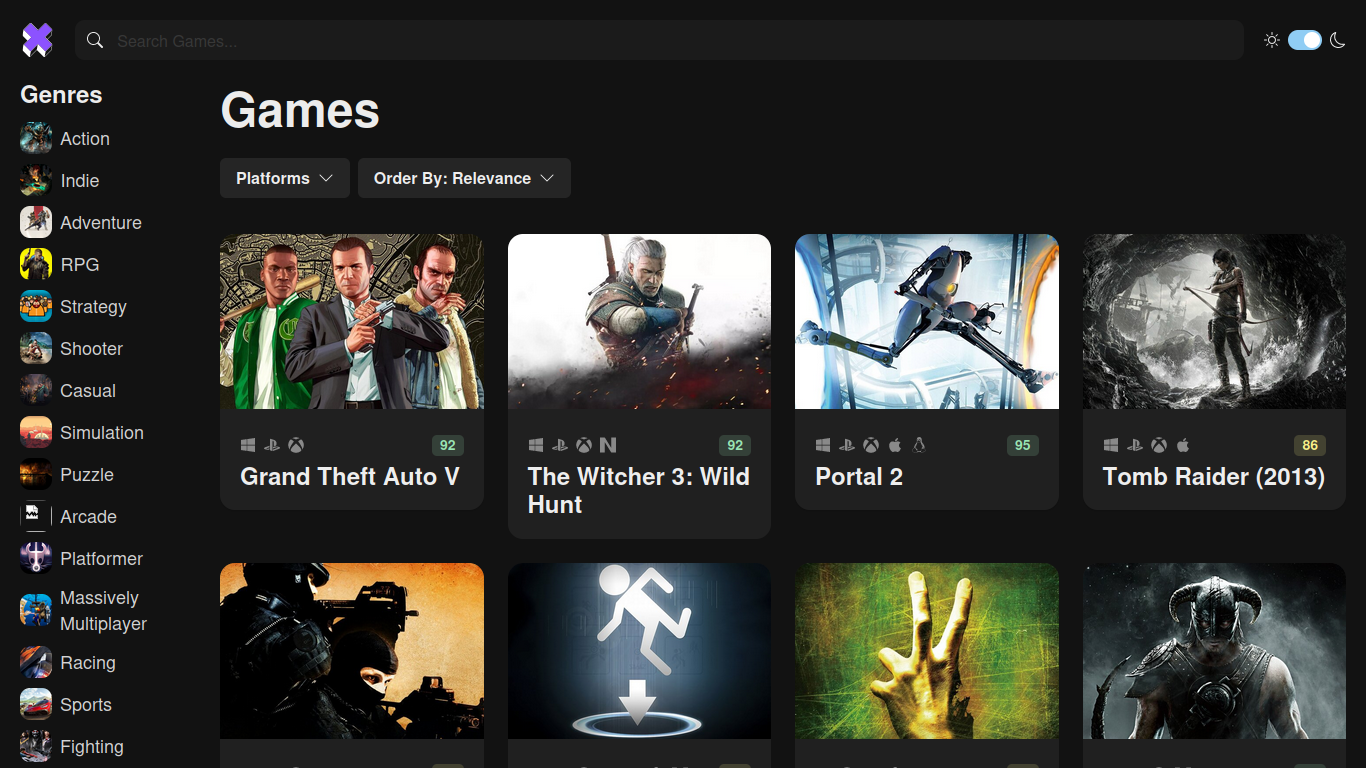 Search Games...
Genres
Action
Indie
Adventure
RPG
Strategy
Shooter
Casual
Simulation
Puzzle
Arcade
Platformer
Massively
Multiplayer
Racing
Sports
Fighting
Games
Platforms
Order By: Relevance
92
Grand Theft Auto V
92
The Witcher 3: Wild
Hunt
95
Portal 2
86
Tomb Raider (2013)